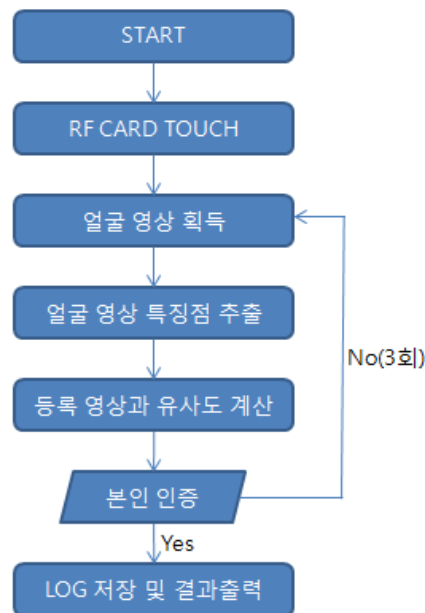 START
RF CARD TOUCH
얼굴 영상 획득
얼굴 영상 특징점 추출
No(3회)
등록 영상과 유사도 계산
본인 인증
Yes
LOG 저장 및 결과출력